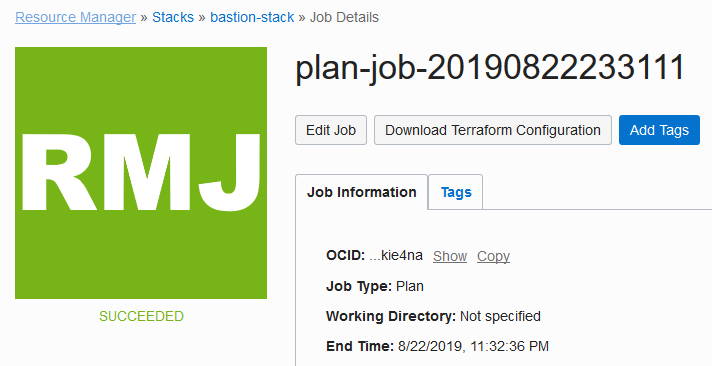 Resource Manager » Stacks » bastion-stack » Job Details
RMJ
SUCCEEDED
plan-job-20190822233111
Edit Job Download Terraform Configuration Add Tags
Job Information Tags
OCID: ...kie4na Show Copy
Job Type: Plan
Working Directory: Not specified
End Time: 8/22/2019, 11:32:36 PM